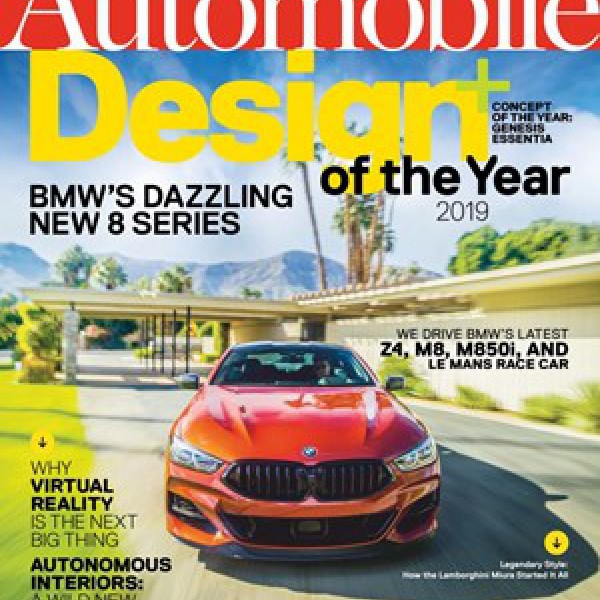 Automobile
Design+
CONCEPT
OF THE YEAR:
GENESIS
ESSENTIA
of the Year
2019
BMW'S DAZZLING
NEW 8 SERIES
WE DRIVE BMW'S LATEST
Z4, M8, M850i, AND
LE MANS RACE CAR
WHY
VIRTUAL
REALITY
IS THE NEXT
BIG THING
AUTONOMOUS
INTERIORS:
A WILD NEW
Legendary Style:
How the Lamborghini Miura Started It All